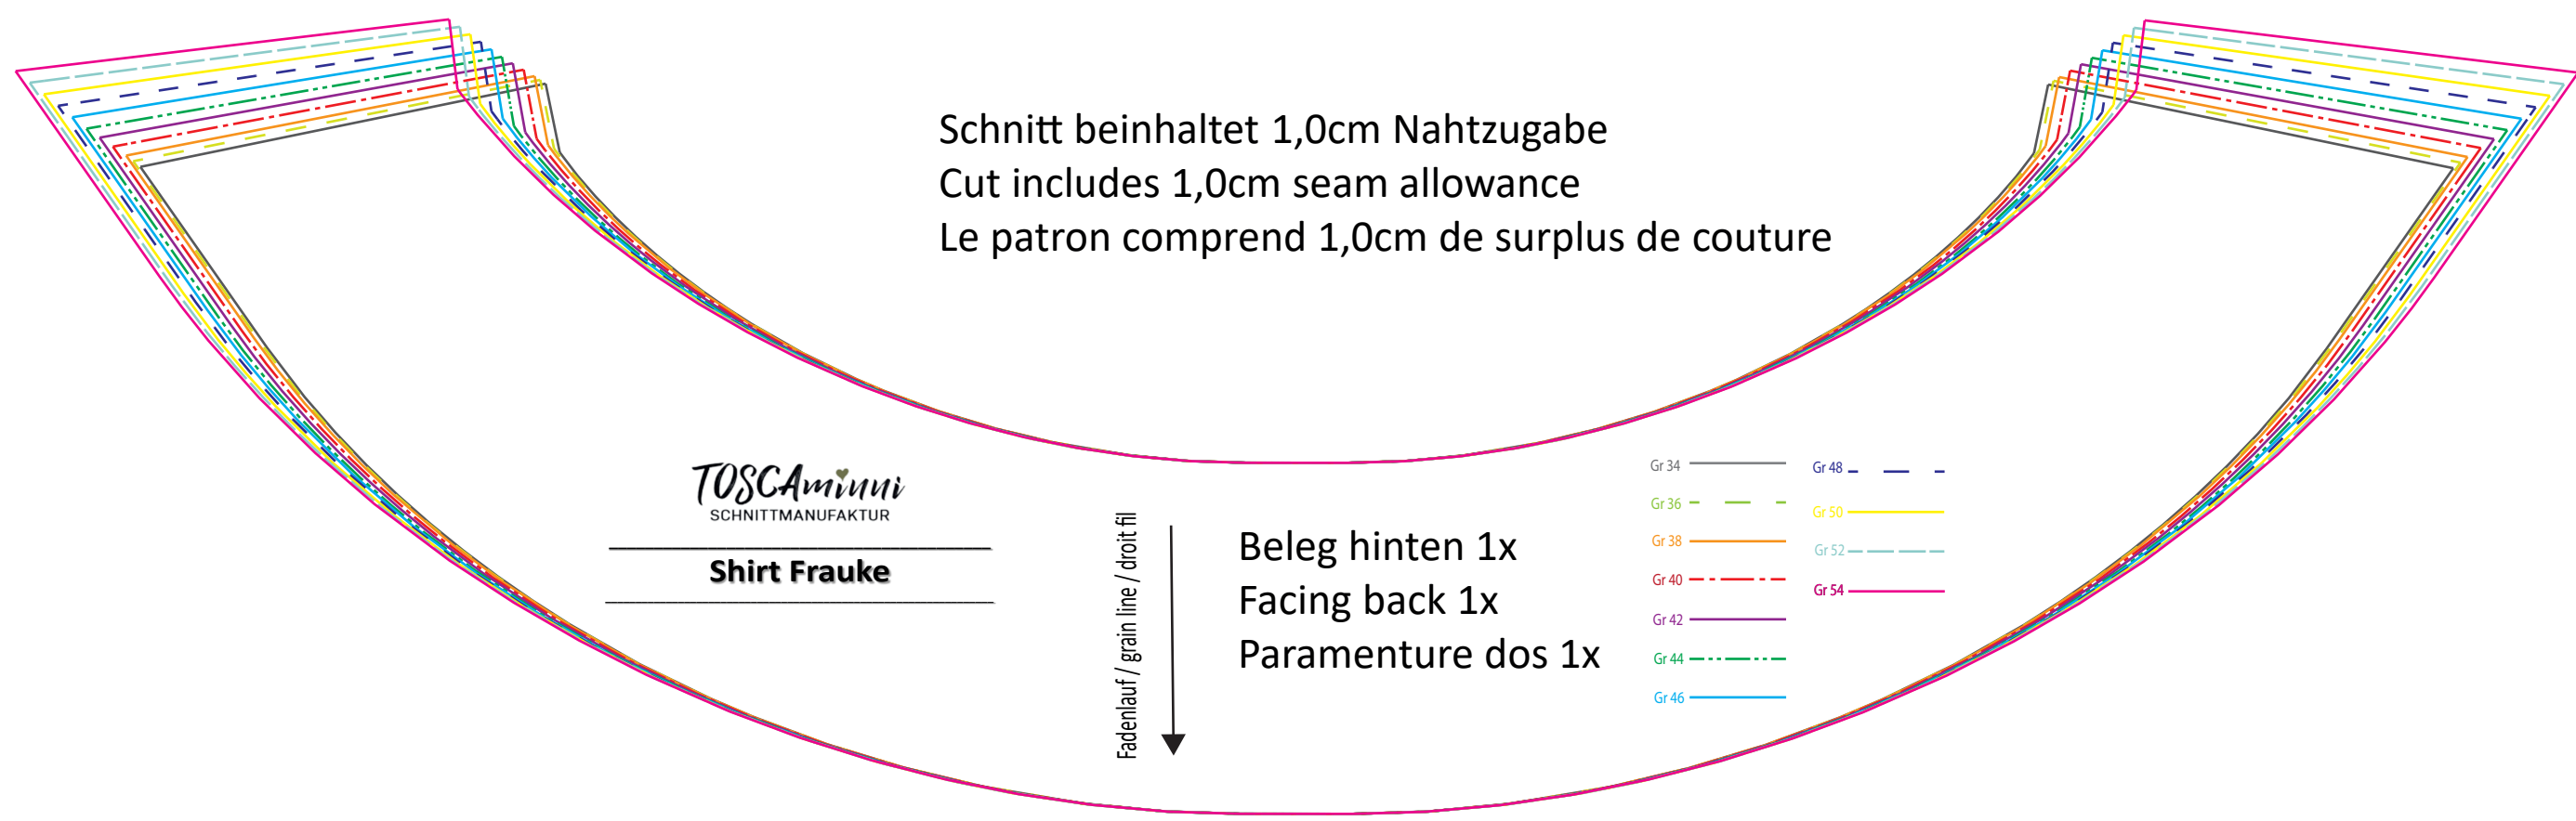 Schnitt beinhaltet 1,0cm Nahtzugabe
Cut includes 1,0cm seam allowance
Le patron comprend 1,0cm de surplus de couture
TOSCAminni
SCHNITTMANUFAKTUR
Shirt Frauke
Fadenlauf / grain line / droit fil
Beleg hinten 1x
Facing back 1x
Paramenture dos 1x
Gr 34
Gr 36
Gr 38
Gr 40
Gr 42
Gr 44
Gr 46
Gr 48
Gr 50
Gr 52
Gr 54